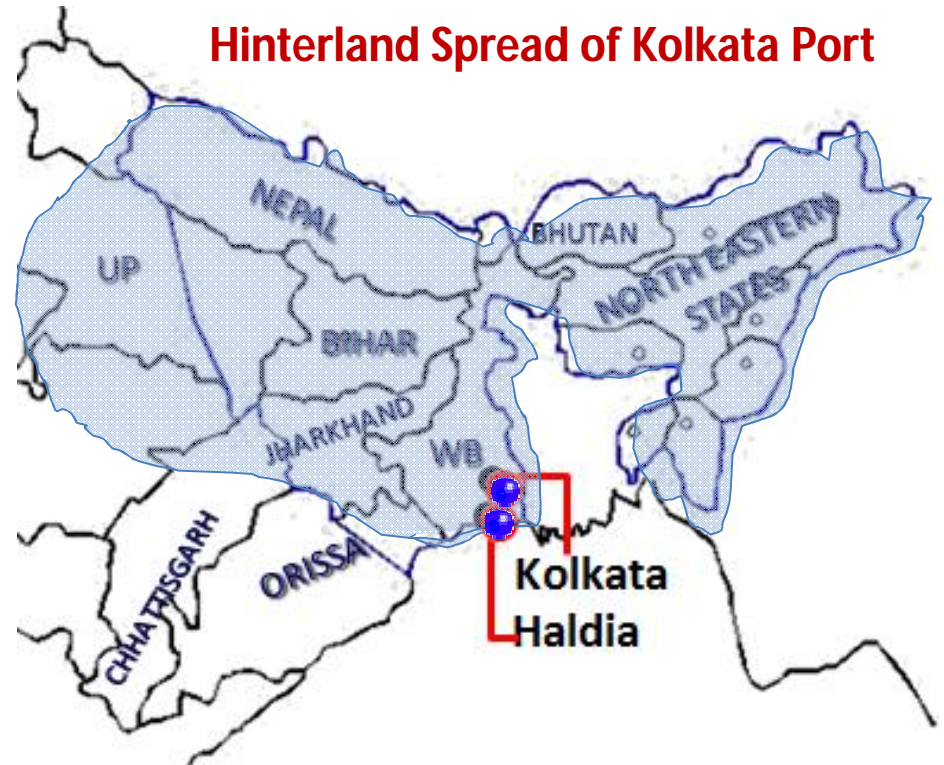 Hinterland Spread of Kolkata Port
NEPAL
BHUTAN
UP
NORTH EASTERN
STATES
BIHAR
JHARKHAND
WB
CHHATTISGARH
ORISSA
Kolkata
Haldia